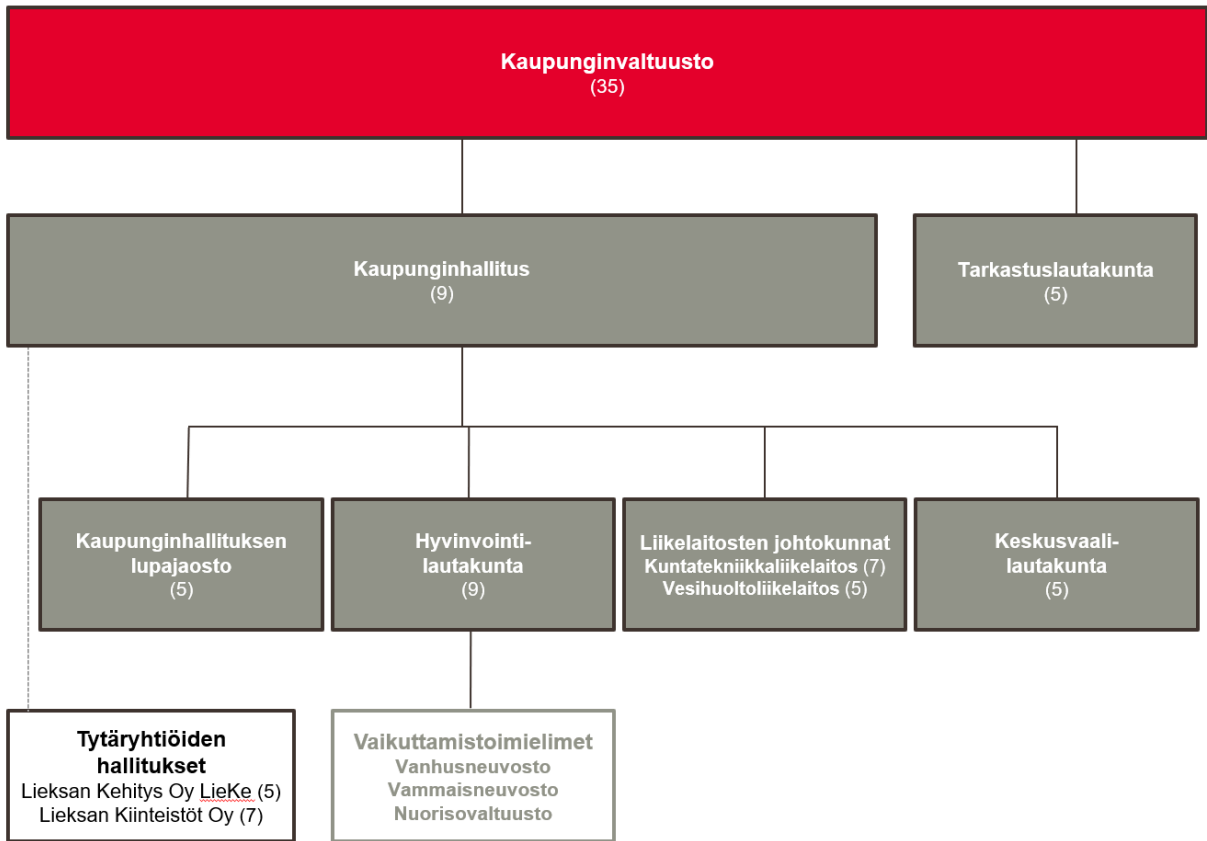 Kaupunginvaltuusto
(35)
Kaupunginhallitus
(9)
Tarkastuslautakunta
(5)
Kaupunginhallituksen
lupajaosto
(5)
Hyvinvointi-
lautakunta
(9)
Liikelaitosten johtokunnat
Kuntatekniikkaliikelaitos (7)
Vesihuoltoliikelaitos (5)
Keskusvaali-
lautakunta
(5)
Tytäryhtiöiden
hallitukset
Lieksan Kehitys Oy LieKe (5)
Lieksan Kiinteistöt Oy (7)
Vaikuttamistoimielimet
Vanhusneuvosto
Vammaisneuvosto
Nuorisovaltuusto